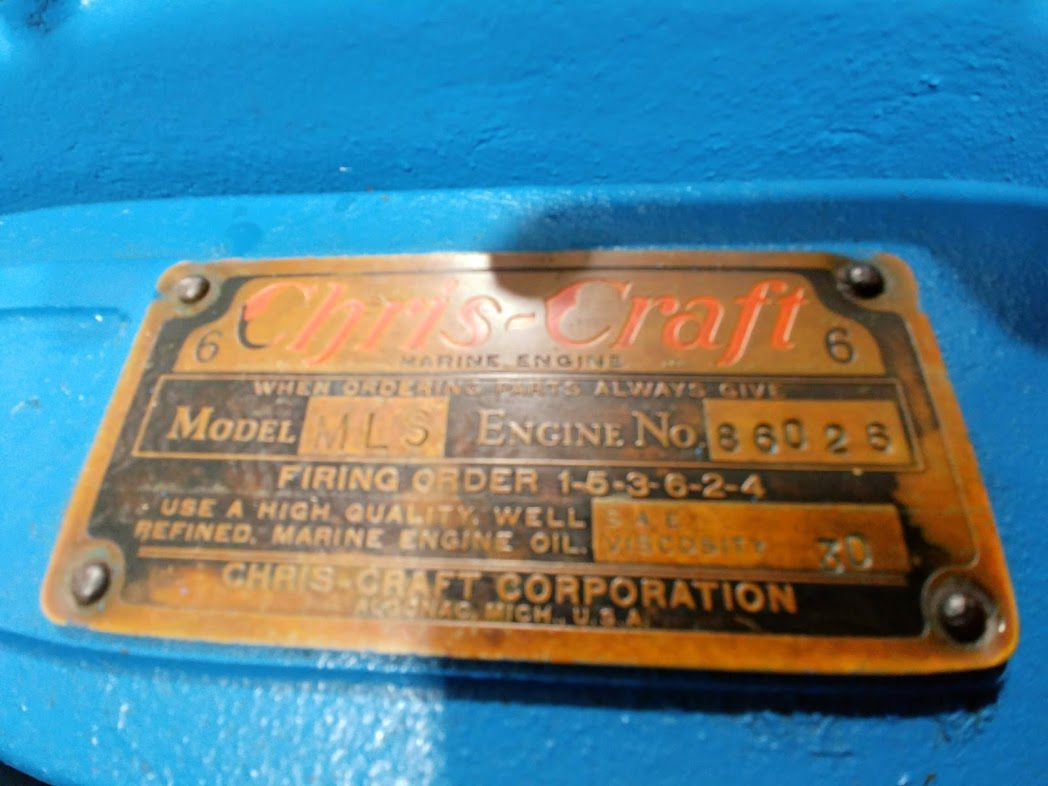 6 Chris-Craft 6
MARINE ENGINE
WHEN ORDERING PARTS ALWAYS GIVE
MODEL MLS ENGINE NO. 86026
FIRING ORDER 1-5-3-6-2-4
USE A HIGH QUALITY, WELL S.A.E.
REFINED, MARINE ENGINE OIL. VISCOSITY 30
CHRIS-CRAFT CORPORATION
ALGONAC, MICH., U.S.A.